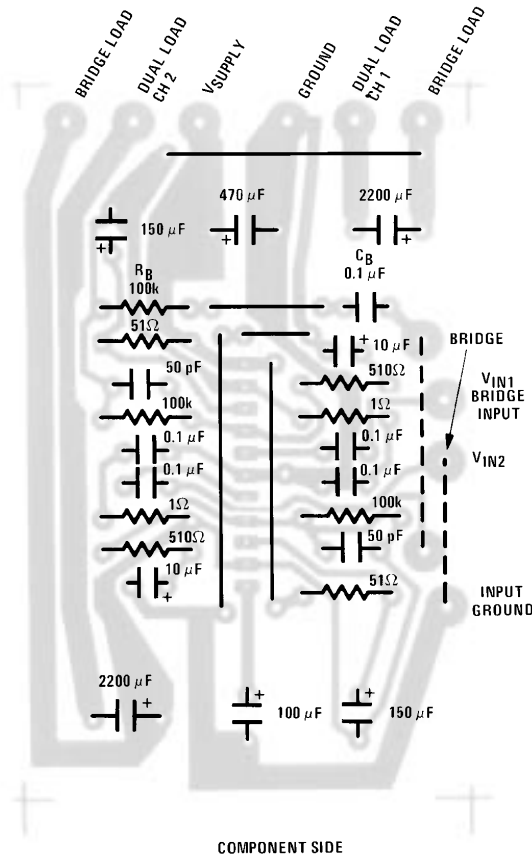 BRIDGE LOAD
DUAL LOAD
CH 2
VSUPPLY
GROUND
DUAL LOAD
CH 1
BRIDGE LOAD
470 µF
2200 µF
150 µF
+
+
+
CB
0.1 µF
RB
100k
51Ω
+
10 µF
BRIDGE
510Ω
50 pF
VIN1
BRIDGE
INPUT
100k
1Ω
0.1 µF
0.1 µF
VIN2
0.1 µF
0.1 µF
1Ω
100k
510Ω
50 pF
10 µF
+
51Ω
INPUT
GROUND
2200 µF
+
+
100 µF
+
150 µF
COMPONENT SIDE